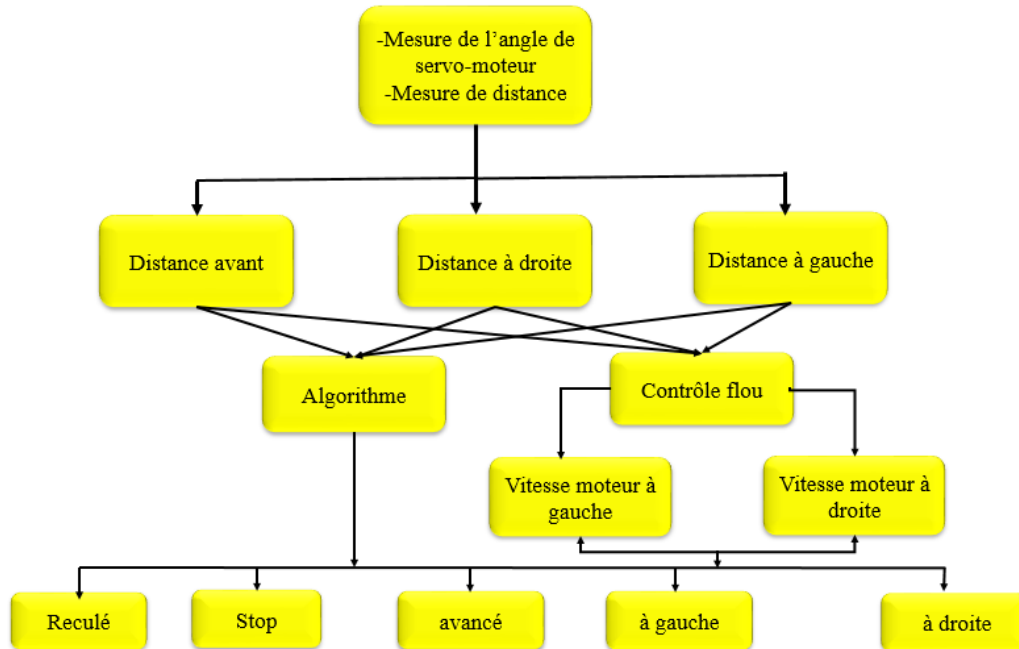 -Mesure de l’angle de
servo-moteur
-Mesure de distance
Distance avant
Distance à droite
Distance à gauche
Algorithme
Contrôle flou
Vitesse moteur à
gauche
Vitesse moteur à
droite
Reculé
Stop
avancé
à gauche
à droite